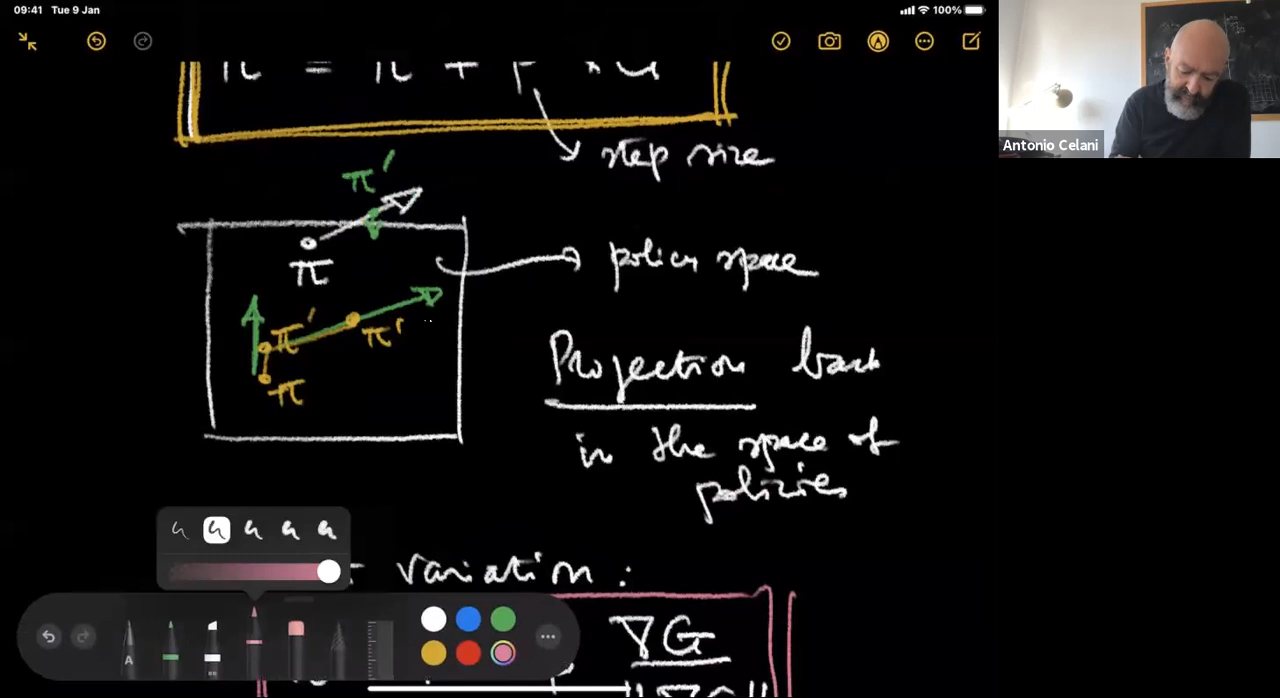 09:41 Tue 9 Jan
100%
Antonio Celani
step size
π'
π
policy space
π'
π'
π
Projection back
in the space of
policies
variation :
∇G
A